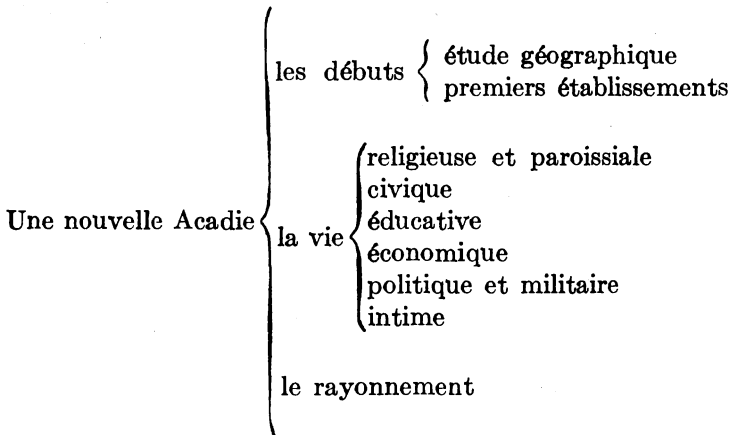 les débuts
étude géographique
premiers établissements
Une nouvelle Acadie
la vie
religieuse et paroissiale
civique
éducative
économique
politique et militaire
intime
le rayonnement